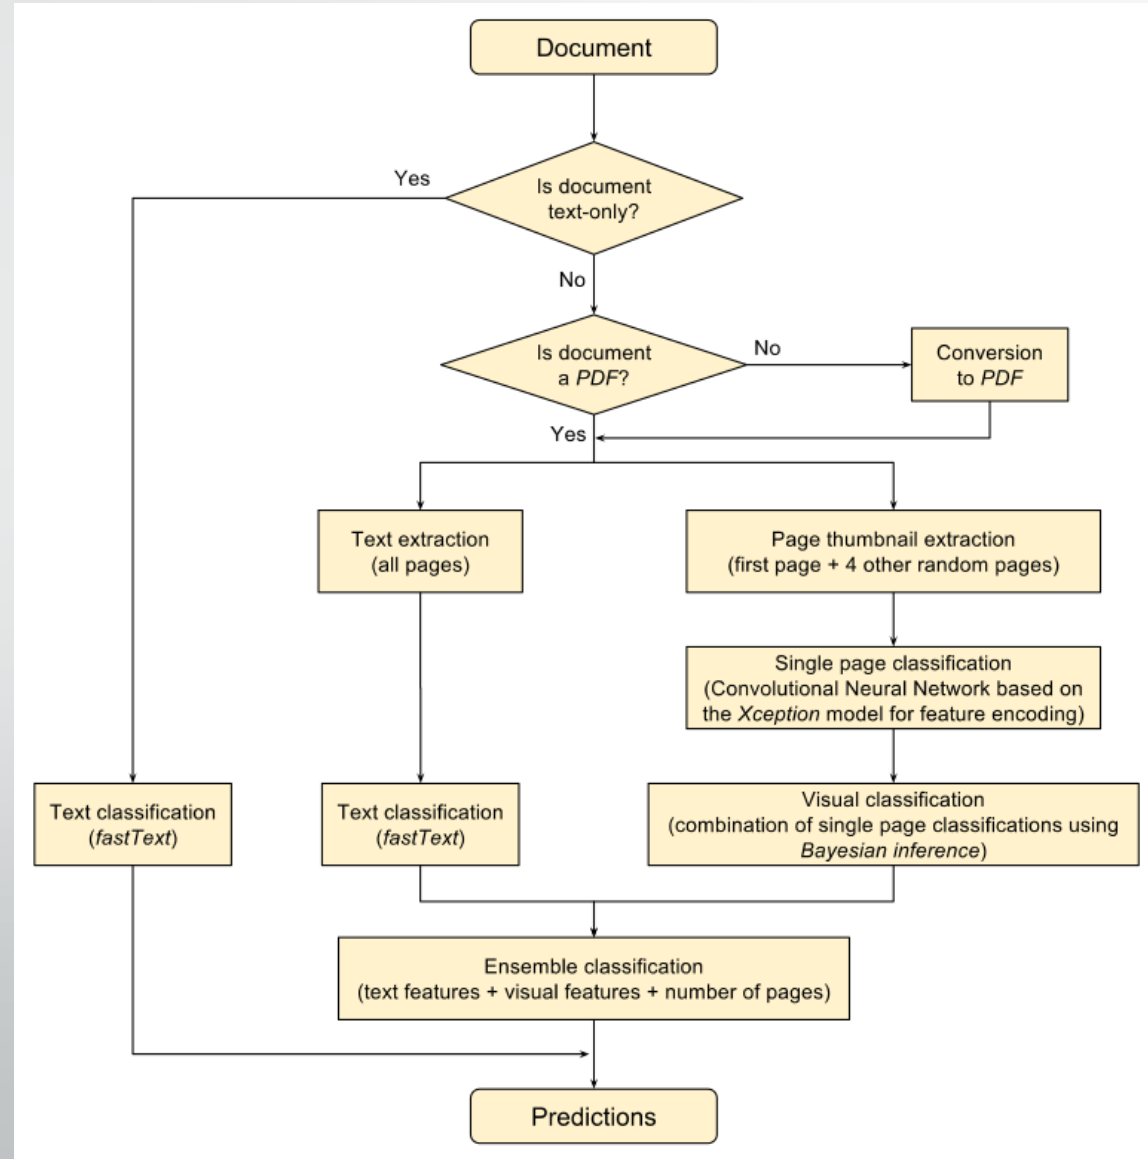 Document
Yes
Is document
text-only?
No
Is document
a PDF?
No
Conversion
to PDF
Yes
Text extraction
(all pages)
Page thumbnail extraction
(first page + 4 other random pages)
Single page classification
(Convolutional Neural Network based on
the Xception model for feature encoding)
Text classification
(fastText)
Text classification
(fastText)
Visual classification
(combination of single page classifications using
Bayesian inference)
Ensemble classification
(text features + visual features + number of pages)
Predictions